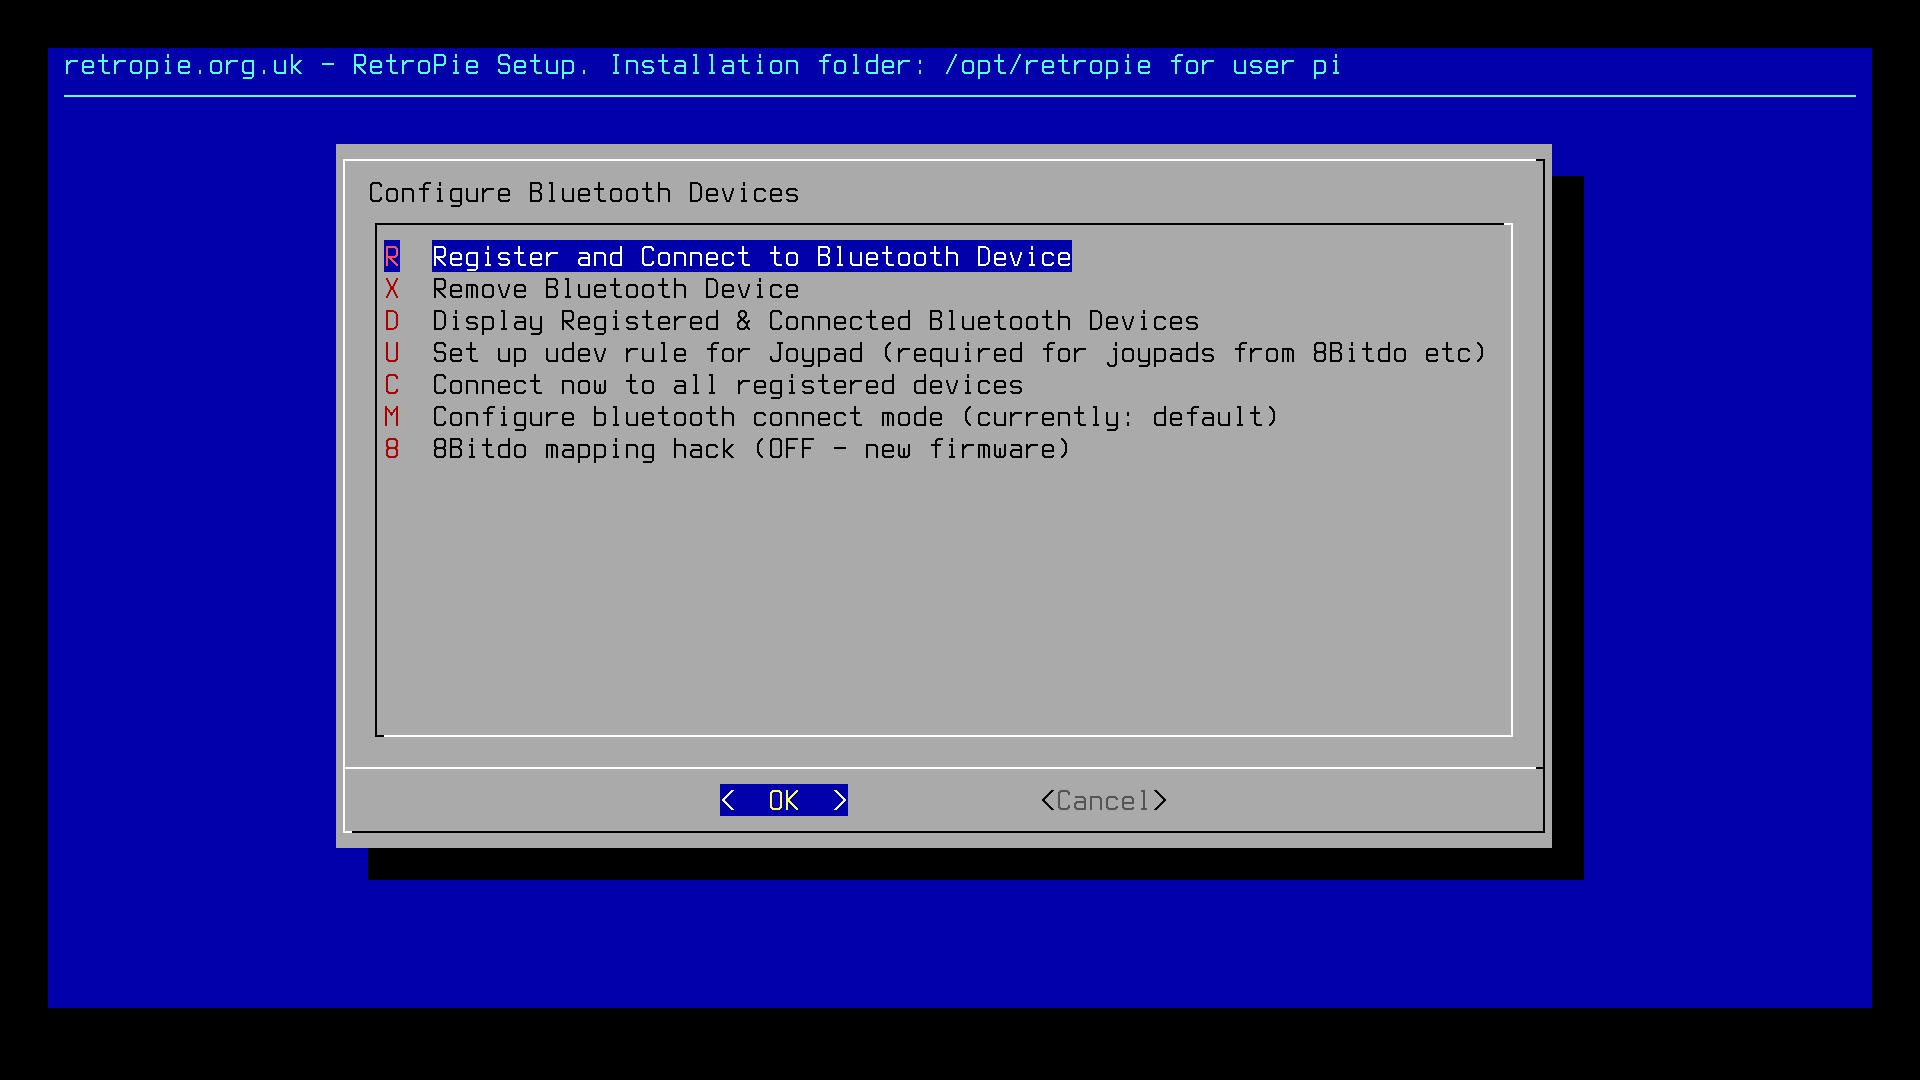 retropie.org.uk - RetroPie Setup. Installation folder: /opt/retropie for user pi
Configure Bluetooth Devices
R Register and Connect to Bluetooth Device
X Remove Bluetooth Device
D Display Registered & Connected Bluetooth Devices
U Set up udev rule for Joypad (required for joypads from 8Bitdo etc)
C Connect now to all registered devices
M Configure bluetooth connect mode (currently: default)
8 8Bitdo mapping hack (OFF - new firmware)
< OK > <Cancel>